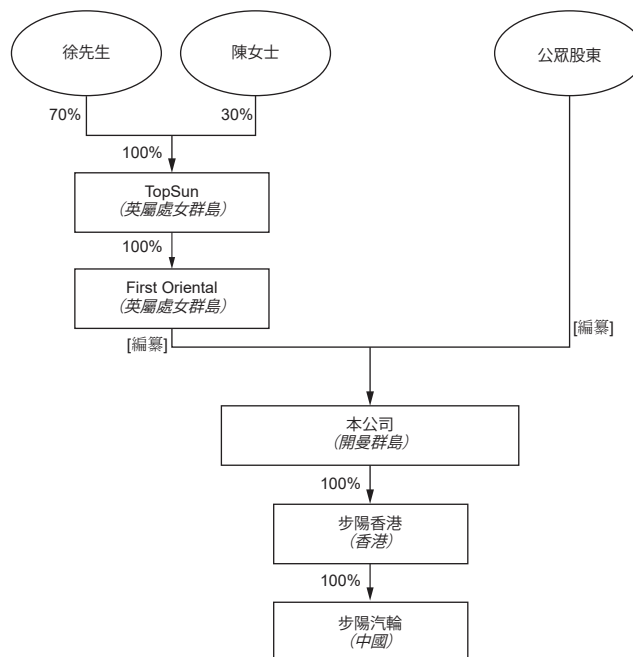 徐先生
陳女士
公眾股東
70%
30%
100%
TopSun
(英屬處女群島)
100%
First Oriental
(英屬處女群島)
[編纂]
[編纂]
本公司
(開曼群島)
100%
步陽香港
(香港)
100%
步陽汽輪
(中國)